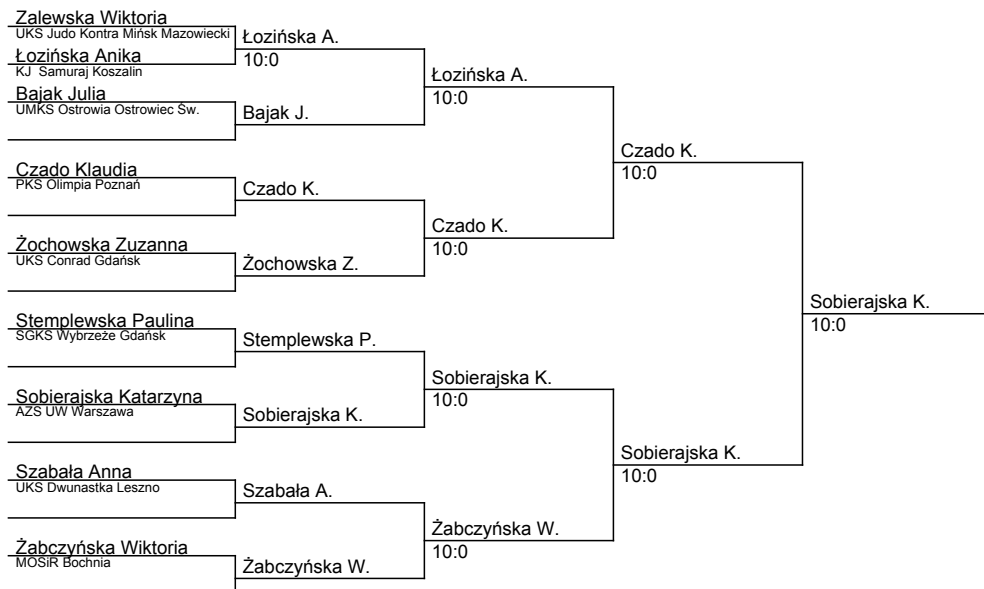 Zalewska Wiktoria
UKS Judo Kontra Mińsk Mazowiecki
Łozińska Anika
KJ Samuraj Koszalin
Bajak Julia
UMKS Ostrowia Ostrowiec Św.
Czado Klaudia
PKS Olimpia Poznań
Żochowska Zuzanna
UKS Conrad Gdańsk
Stemplewska Paulina
SGKS Wybrzeże Gdańsk
Sobierajska Katarzyna
AZS UW Warszawa
Szabała Anna
UKS Dwunastka Leszno
Żabczyńska Wiktoria
MOSiR Bochnia
Łozińska A.
10:0
Bajak J.
Czado K.
Żochowska Z.
Stemplewska P.
Sobierajska K.
Szabała A.
Żabczyńska W.
Łozińska A.
10:0
Czado K.
10:0
Sobierajska K.
10:0
Żabczyńska W.
10:0
Czado K.
10:0
Sobierajska K.
10:0
Sobierajska K.
10:0